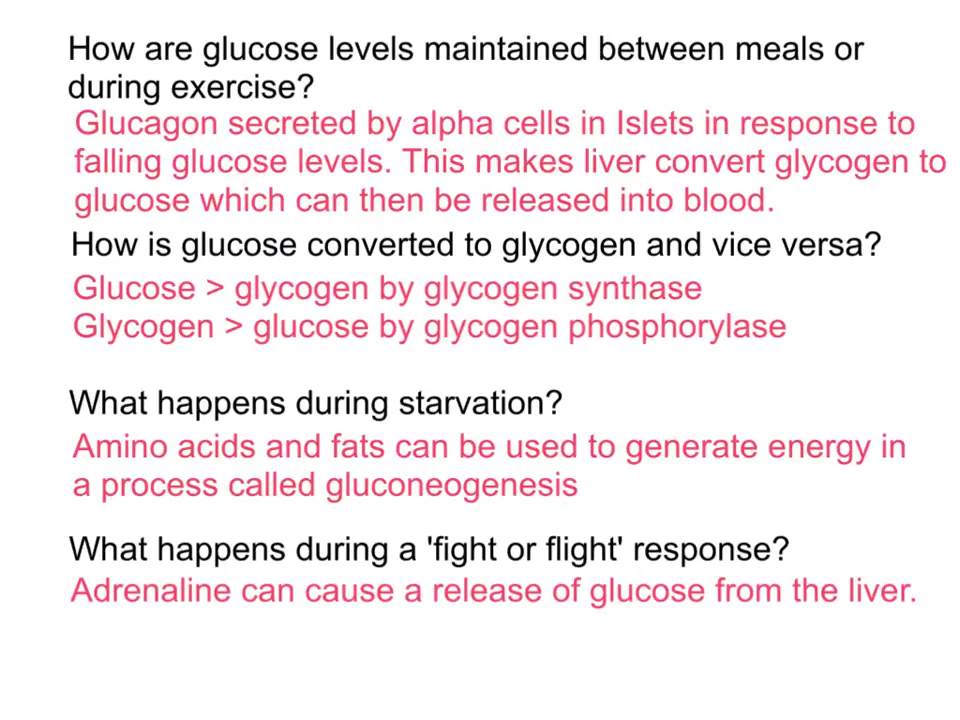 How are glucose levels maintained between meals or
during exercise?
Glucagon secreted by alpha cells in Islets in response to
falling glucose levels. This makes liver convert glycogen to
glucose which can then be released into blood.
How is glucose converted to glycogen and vice versa?
Glucose > glycogen by glycogen synthase
Glycogen > glucose by glycogen phosphorylase
What happens during starvation?
Amino acids and fats can be used to generate energy in
a process called gluconeogenesis
What happens during a 'fight or flight' response?
Adrenaline can cause a release of glucose from the liver.